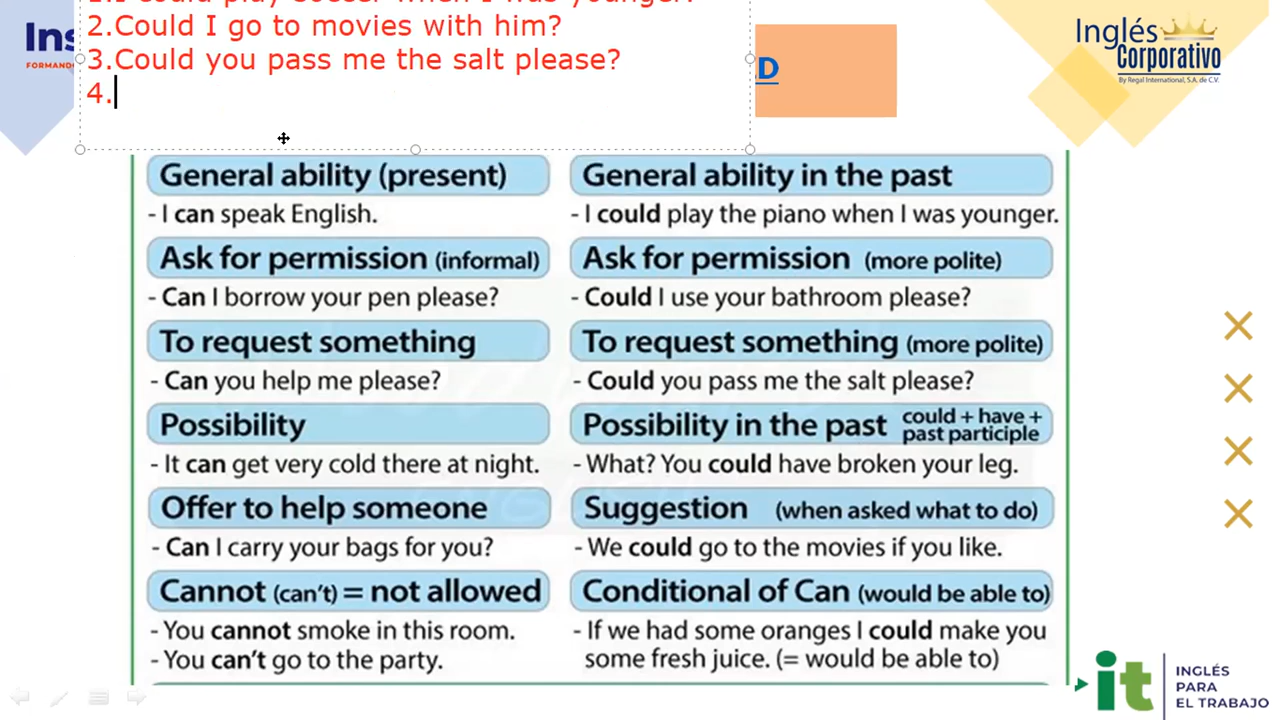 1.I could play soccer when I was younger.
2.Could I go to movies with him?
3.Could you pass me the salt please?
4.
Ins
FORMANDO
D
Inglés
Corporativo
By Regal International, S.A. de C.V.
General ability (present)
- I can speak English.
Ask for permission (informal)
- Can I borrow your pen please?
To request something
- Can you help me please?
Possibility
- It can get very cold there at night.
Offer to help someone
- Can I carry your bags for you?
Cannot (can't) = not allowed
- You cannot smoke in this room.
- You can't go to the party.
General ability in the past
- I could play the piano when I was younger.
Ask for permission (more polite)
- Could I use your bathroom please?
To request something (more polite)
- Could you pass me the salt please?
Possibility in the past could + have +
past participle
- What? You could have broken your leg.
Suggestion (when asked what to do)
- We could go to the movies if you like.
Conditional of Can (would be able to)
- If we had some oranges I could make you
some fresh juice. (= would be able to)
it
INGLÉS
PARA
EL TRABAJO